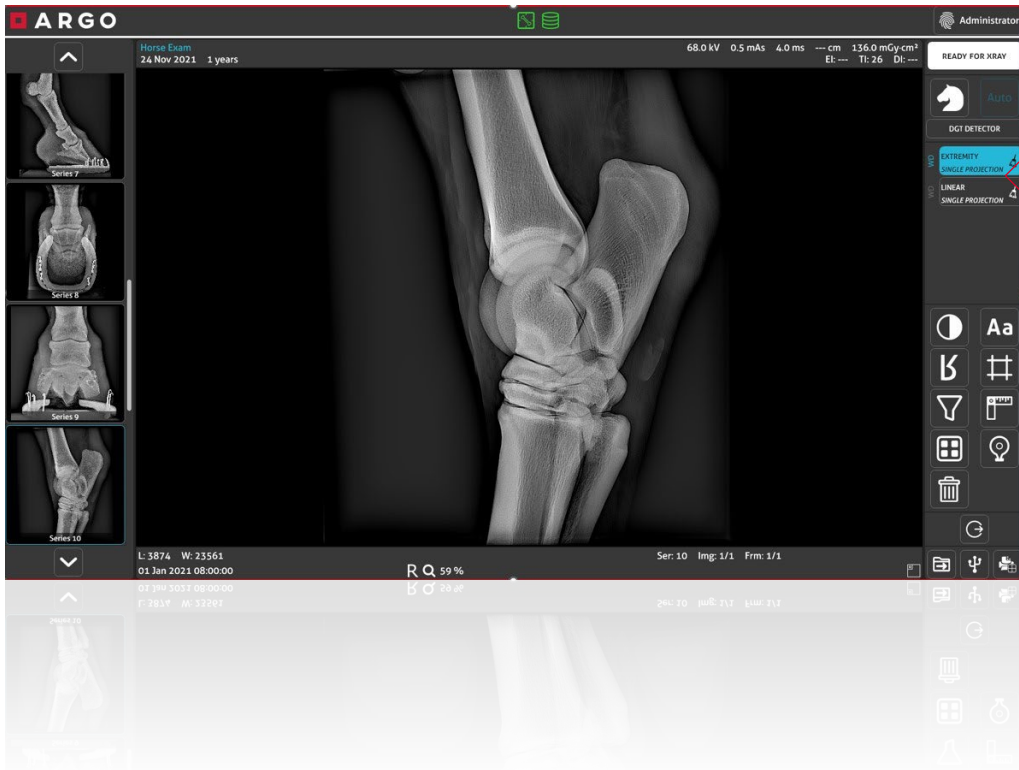 ARGO
Administrator
Horse Exam
24 Nov 2021 1 years
68.0 kV 0.5 mAs 4.0 ms --- cm 136.0 mGy·cm²
EI: --- TI: 26 DI: ---
READY FOR XRAY
Auto
DGT DETECTOR
WD
EXTREMITY
SINGLE PROJECTION
WD
LINEAR
SINGLE PROJECTION
Series 7
Series 8
Series 9
Series 10
Aa
R
L: 3874 W: 23561
01 Jan 2021 08:00:00
R 59 %
Ser: 10 Img: 1/1 Frm: 1/1